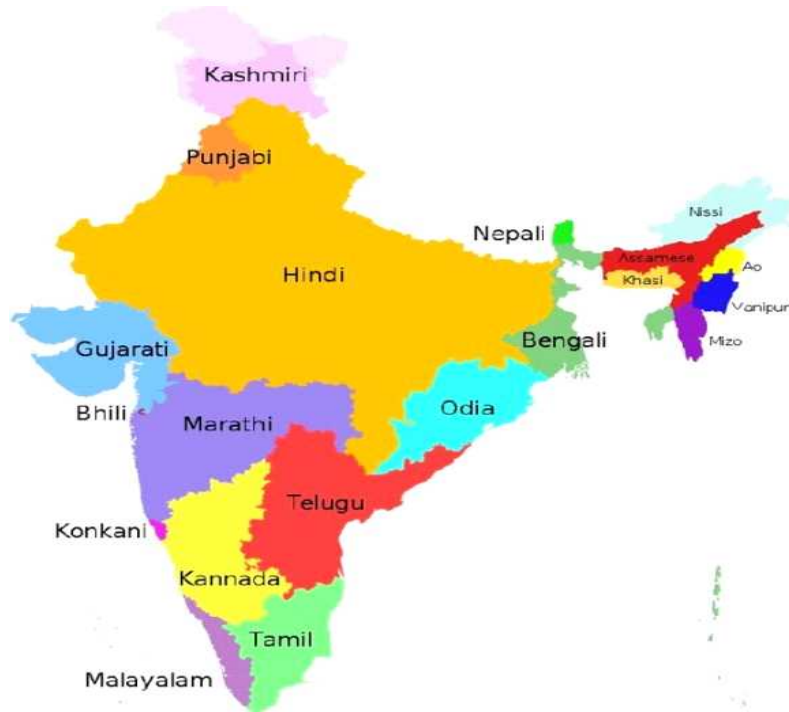 Kashmiri
Punjabi
Nissi
Nepali
Assamese
Ao
Hindi
Khasi
Vanipuri
Bengali
Mizo
Gujarati
Bhili
Odia
Marathi
Telugu
Konkani
Kannada
Tamil
Malayalam